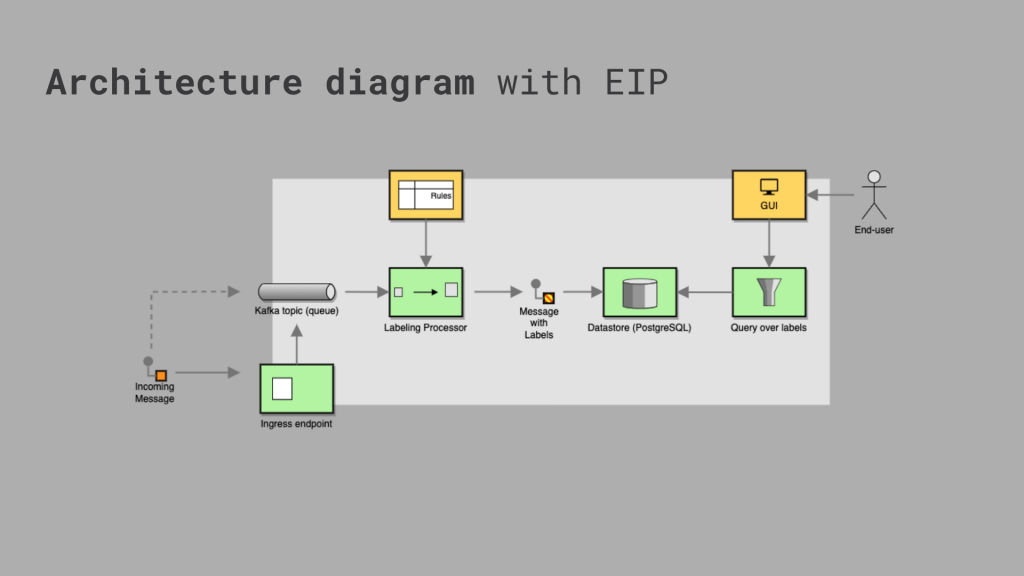 Architecture diagram with EIP
Rules
GUI
End-user
Kafka topic (queue)
Labeling Processor
Message
with
Labels
Datastore (PostgreSQL)
Query over labels
Incoming
Message
Ingress endpoint